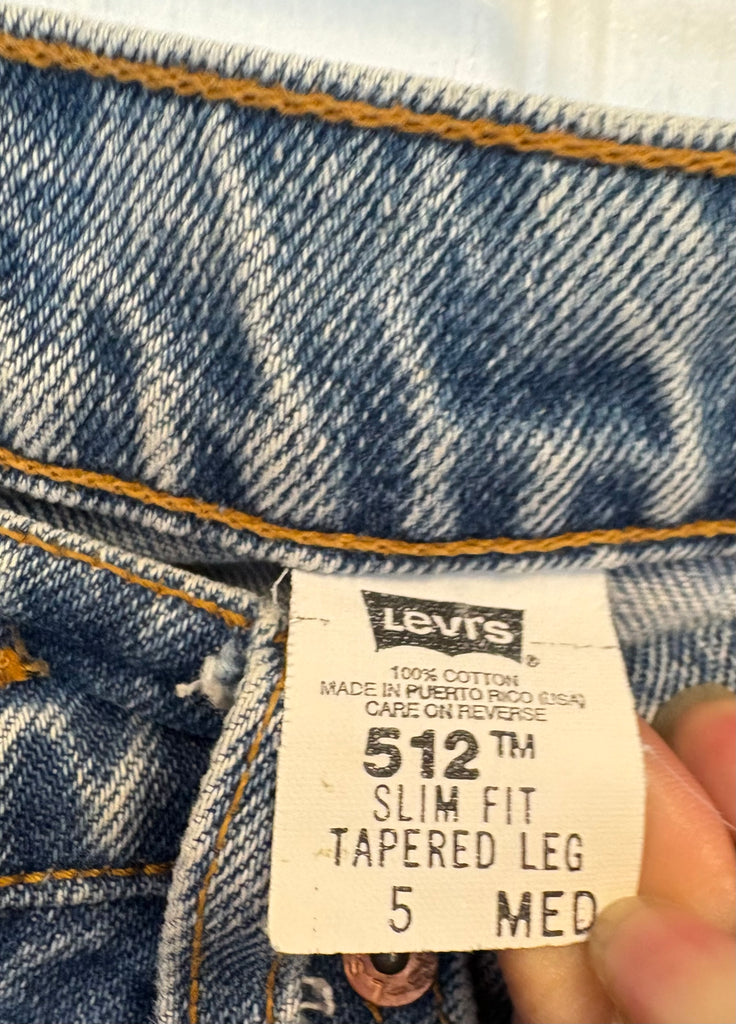 Levi's ®
100% COTTON
MADE IN PUERTO RICO (USA)
CARE ON REVERSE
512™
SLIM FIT
TAPERED LEG
5 MED